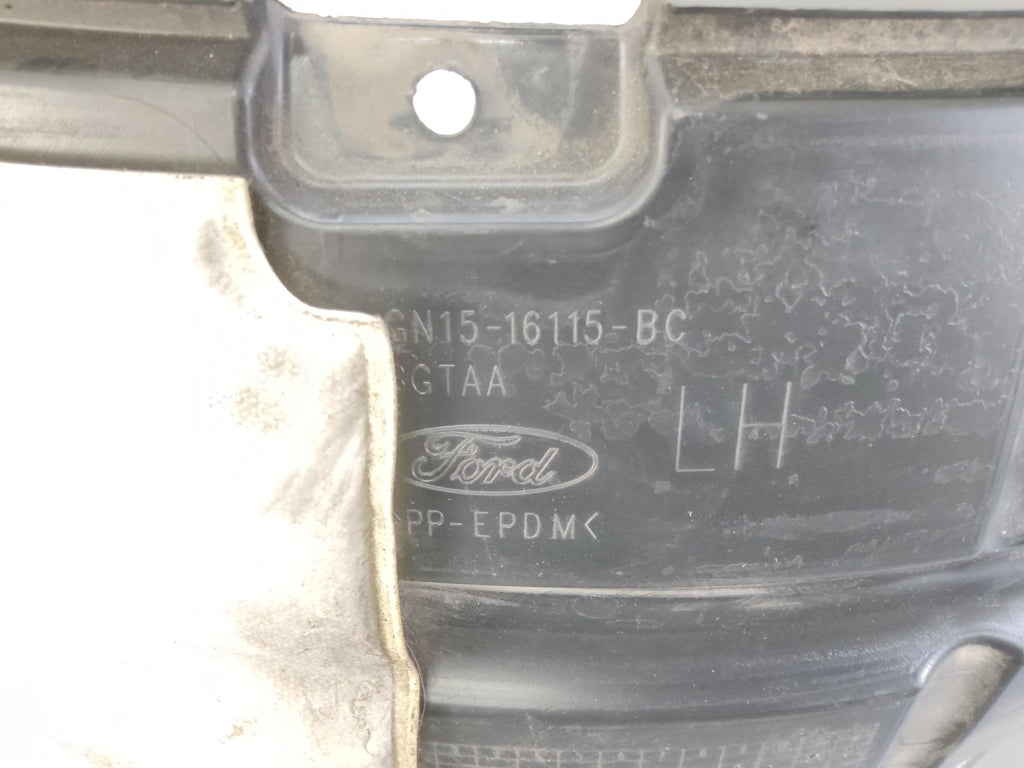 GN15-16115-BC
GTAA
LH
Ford
>PP-EPDM<